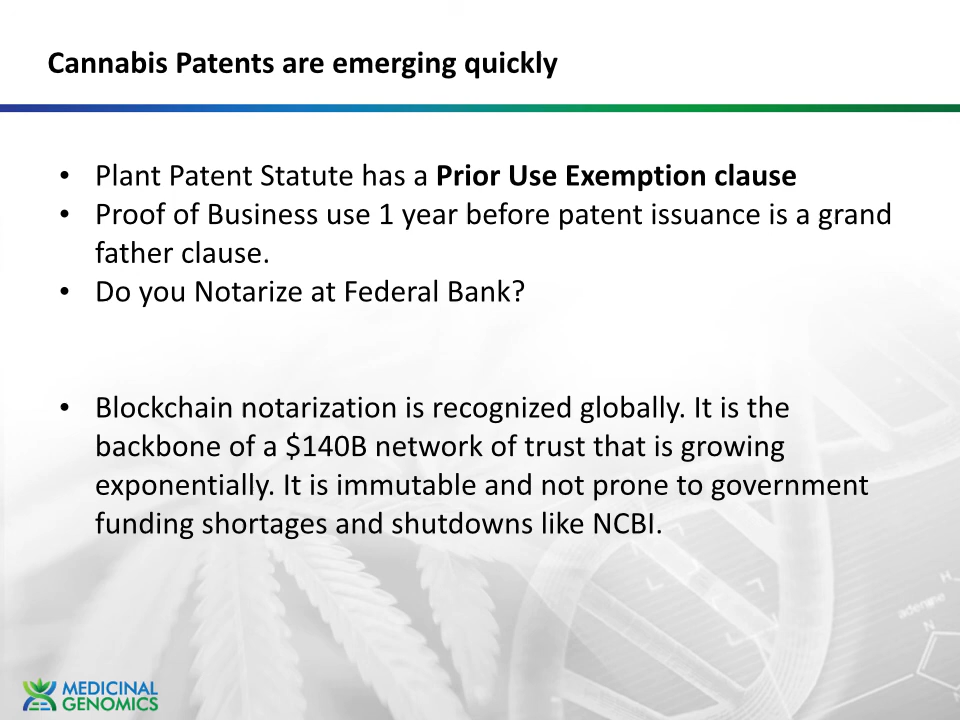 Cannabis Patents are emerging quickly
• Plant Patent Statute has a Prior Use Exemption clause
• Proof of Business use 1 year before patent issuance is a grand
father clause.
• Do you Notarize at Federal Bank?
• Blockchain notarization is recognized globally. It is the
backbone of a $140B network of trust that is growing
exponentially. It is immutable and not prone to government
funding shortages and shutdowns like NCBI.
adenine
N
H
N
MEDICINAL
GENOMICS